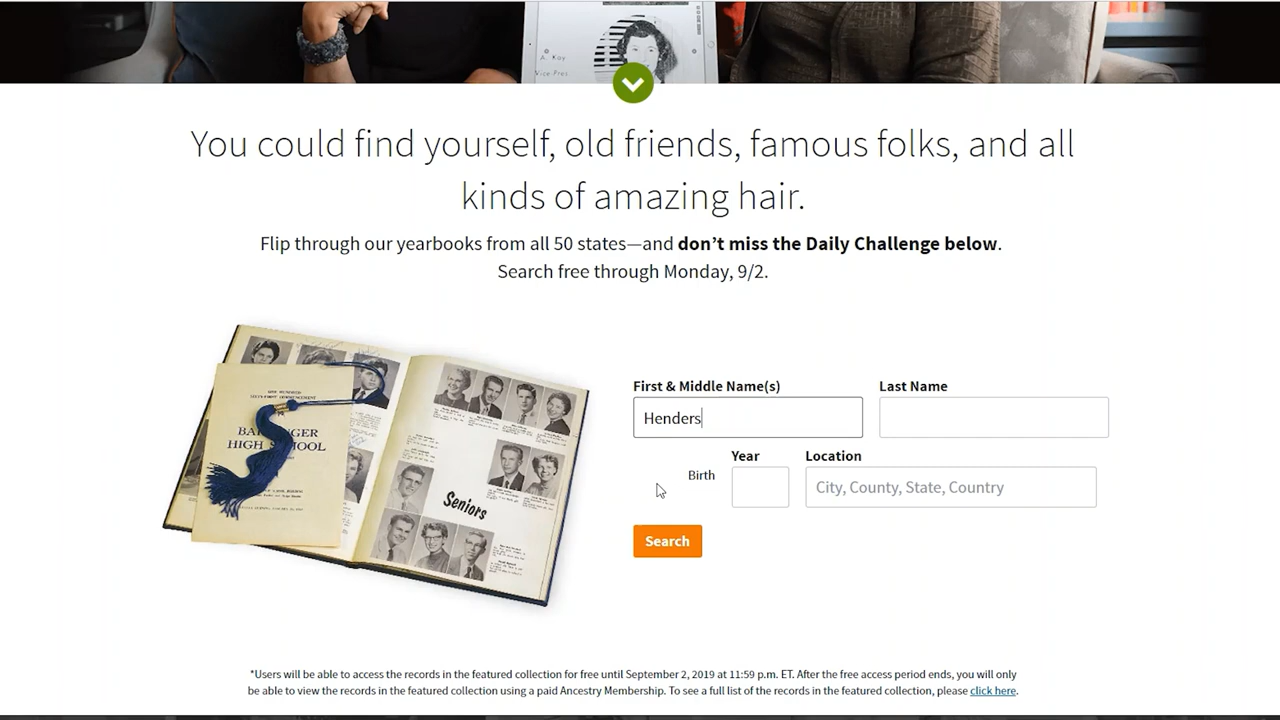 A. Kay
Vice-Pres
You could find yourself, old friends, famous folks, and all
kinds of amazing hair.
Flip through our yearbooks from all 50 states—and don’t miss the Daily Challenge below.
Search free through Monday, 9/2.
HIGH SCHOOL
Seniors
First & Middle Name(s)
Last Name
Henders
Year
Location
Birth
City, County, State, Country
Search
*Users will be able to access the records in the featured collection for free until September 2, 2019 at 11:59 p.m. ET. After the free access period ends, you will only
be able to view the records in the featured collection using a paid Ancestry Membership. To see a full list of the records in the featured collection, please click here.